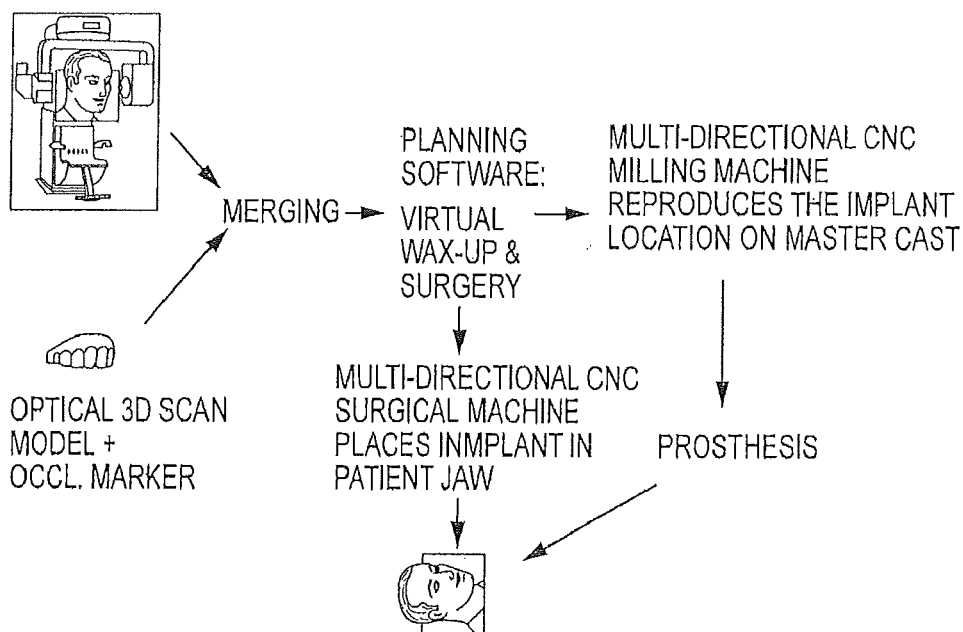 MERGING
PLANNING
SOFTWARE:
VIRTUAL
WAX-UP &
SURGERY
MULTI-DIRECTIONAL CNC
MILLING MACHINE
REPRODUCES THE IMPLANT
LOCATION ON MASTER CAST
OPTICAL 3D SCAN
MODEL +
OCCL. MARKER
MULTI-DIRECTIONAL CNC
SURGICAL MACHINE
PLACES INMPLANT IN
PATIENT JAW
PROSTHESIS